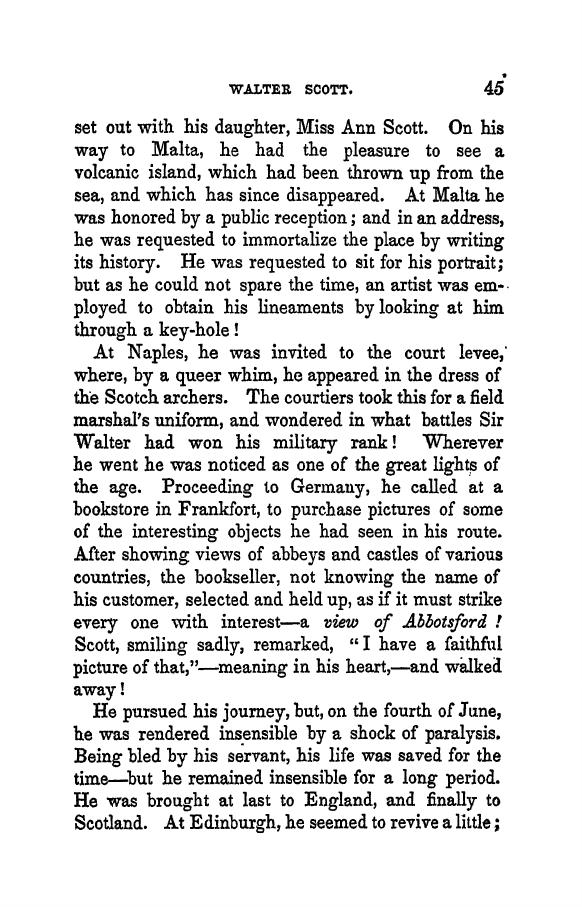 WALTER SCOTT. 45
set out with his daughter, Miss Ann Scott. On his
way to Malta, he had the pleasure to see a
volcanic island, which had been thrown up from the
sea, and which has since disappeared. At Malta he
was honored by a public reception; and in an address,
he was requested to immortalize the place by writing
its history. He was requested to sit for his portrait;
but as he could not spare the time, an artist was em-
ployed to obtain his lineaments by looking at him
through a key-hole!
At Naples, he was invited to the court levee,
where, by a queer whim, he appeared in the dress of
the Scotch archers. The courtiers took this for a field
marshal's uniform, and wondered in what battles Sir
Walter had won his military rank! Wherever
he went he was noticed as one of the great lights of
the age. Proceeding to Germany, he called at a
bookstore in Frankfort, to purchase pictures of some
of the interesting objects he had seen in his route.
After showing views of abbeys and castles of various
countries, the bookseller, not knowing the name of
his customer, selected and held up, as if it must strike
every one with interest—a view of Abbotsford!
Scott, smiling sadly, remarked, "I have a faithful
picture of that,"—meaning in his heart,—and walked
away!
He pursued his journey, but, on the fourth of June,
he was rendered insensible by a shock of paralysis.
Being bled by his servant, his life was saved for the
time—but he remained insensible for a long period.
He was brought at last to England, and finally to
Scotland. At Edinburgh, he seemed to revive a little;